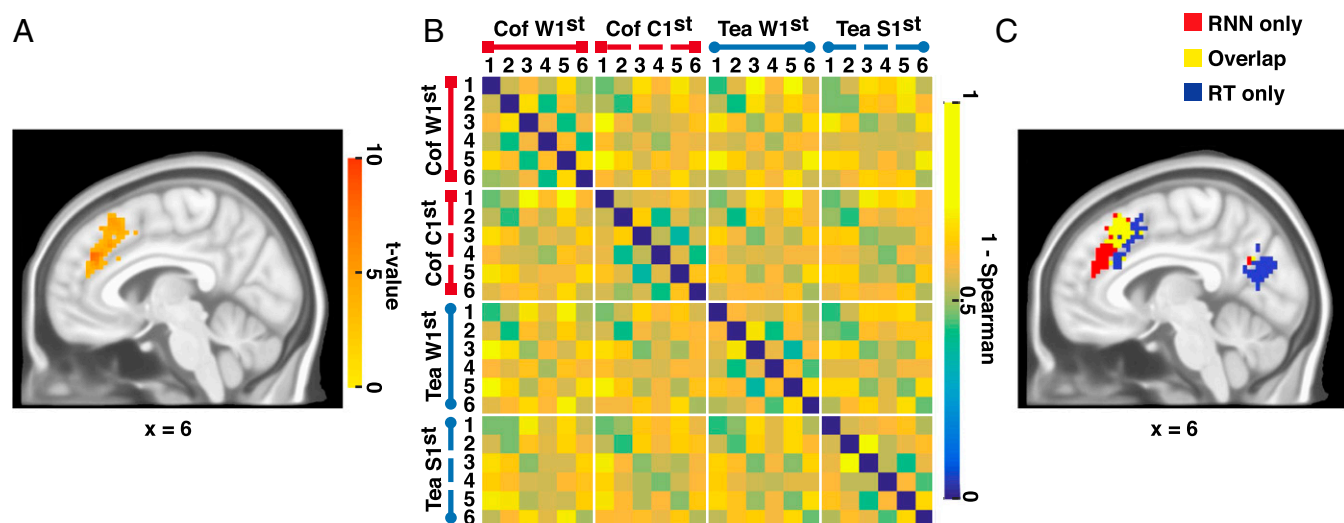 A
10
5
0
t-value
x = 6
B
Cof W1st Cof C1st Tea W1st Tea S1st
1 2 3 4 5 6 1 2 3 4 5 6 1 2 3 4 5 6 1 2 3 4 5 6
Cof W1st
1
2
3
4
5
6
Cof C1st
1
2
3
4
5
6
Tea W1st
1
2
3
4
5
6
Tea S1st
1
2
3
4
5
6
1
0.5
0
1 - Spearman
C
RNN only
Overlap
RT only
x = 6